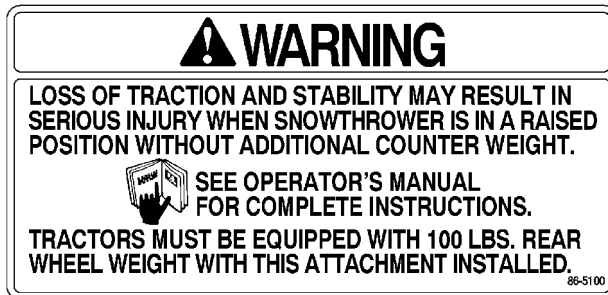 WARNING
LOSS OF TRACTION AND STABILITY MAY RESULT IN
SERIOUS INJURY WHEN SNOWTHROWER IS IN A RAISED
POSITION WITHOUT ADDITIONAL COUNTER WEIGHT.
SEE OPERATOR'S MANUAL
FOR COMPLETE INSTRUCTIONS.
TRACTORS MUST BE EQUIPPED WITH 100 LBS. REAR
WHEEL WEIGHT WITH THIS ATTACHMENT INSTALLED.
86-5100